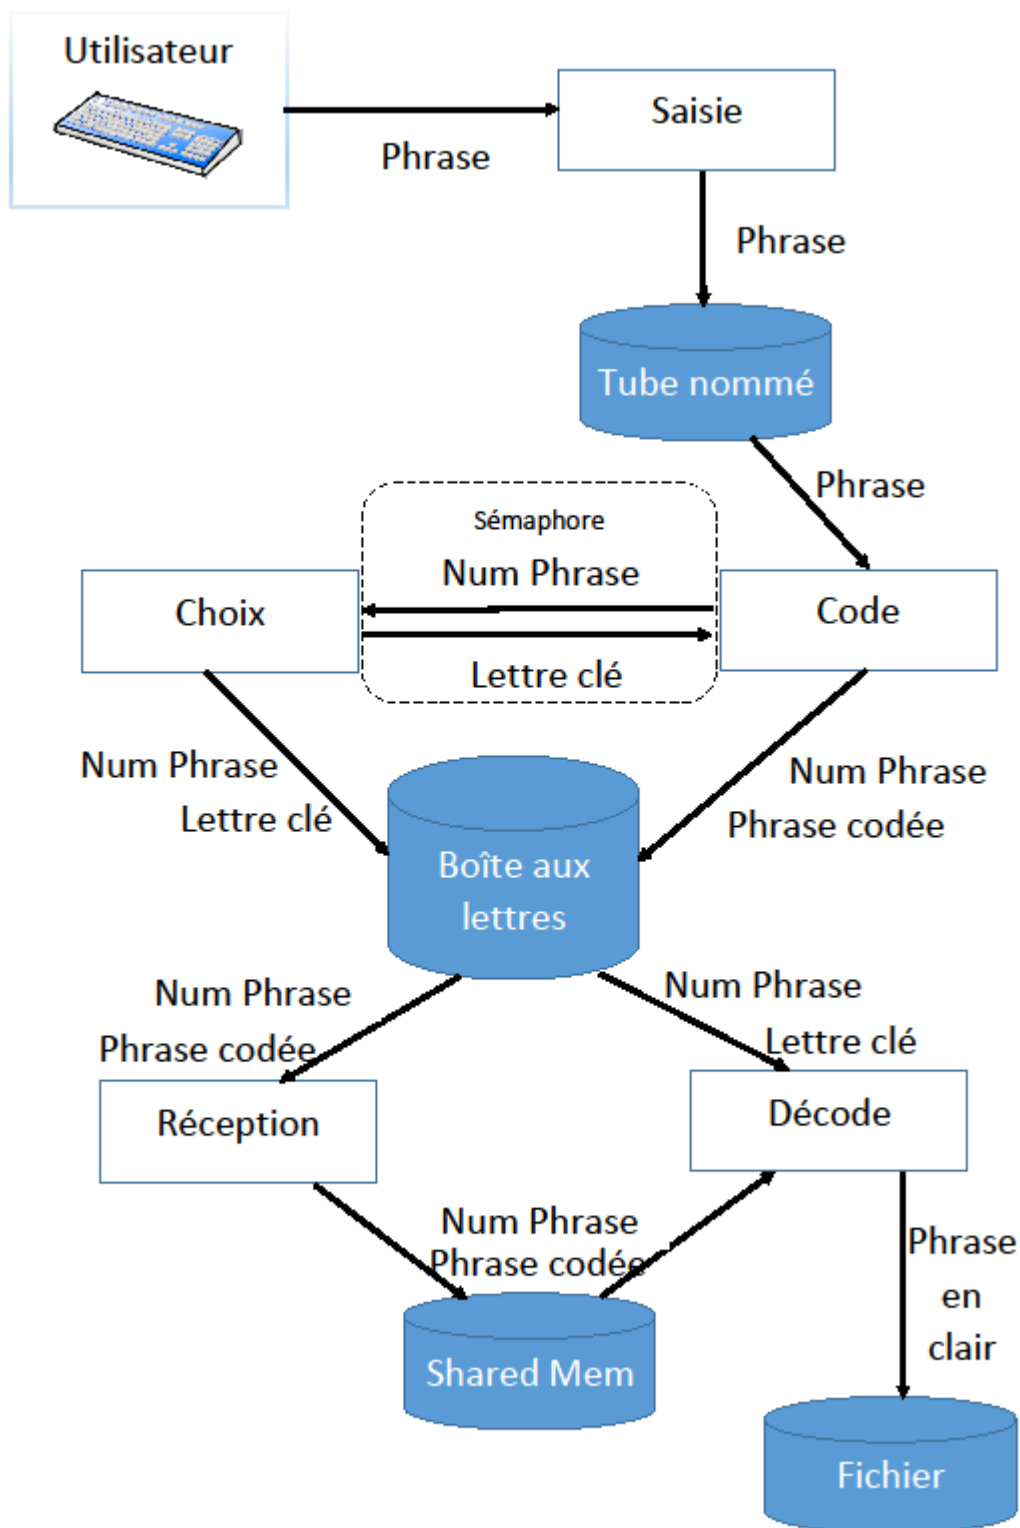 Utilisateur
Saisie
Phrase
Phrase
Tube nommé
Phrase
Sémaphore
Num Phrase
Choix
Code
Lettre clé
Num Phrase
Lettre clé
Num Phrase
Phrase codée
Boîte aux
lettres
Num Phrase
Phrase codée
Num Phrase
Lettre clé
Réception
Décode
Num Phrase
Phrase codée
Phrase
en
clair
Shared Mem
Fichier